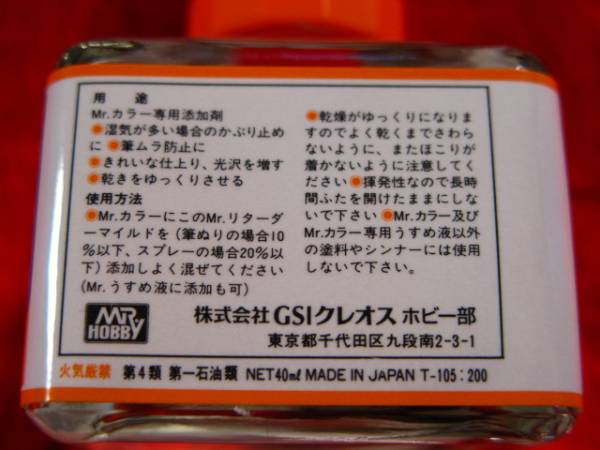 用　途
Mr.カラー専用添加剤
●湿気が多い場合のかぶり止め
に ●筆ムラ防止に
●きれいな仕上り、光沢を増す
●乾きをゆっくりさせる
使用方法
●Mr.カラーにこのMr.リターダ
ーマイルドを（筆ぬりの場合10
％以下、スプレーの場合20％以
下）添加しよく混ぜてください
（Mr.うすめ液に添加も可）
●乾燥がゆっくりになりま
すのでよく乾くまでさわら
ないように、またほこりが
着かないように注意してく
ださい ●揮発性なので長時
間ふたを開けたままにしな
いで下さい ●Mr.カラー及び
Mr.カラー専用うすめ液以外
の塗料やシンナーには使用
しないで下さい。
MR. HOBBY
株式会社 GSIクレオス ホビー部
東京都千代田区九段南2-3-1
火気厳禁 第4類 第一石油類 NET40㎖ MADE IN JAPAN T-105：200